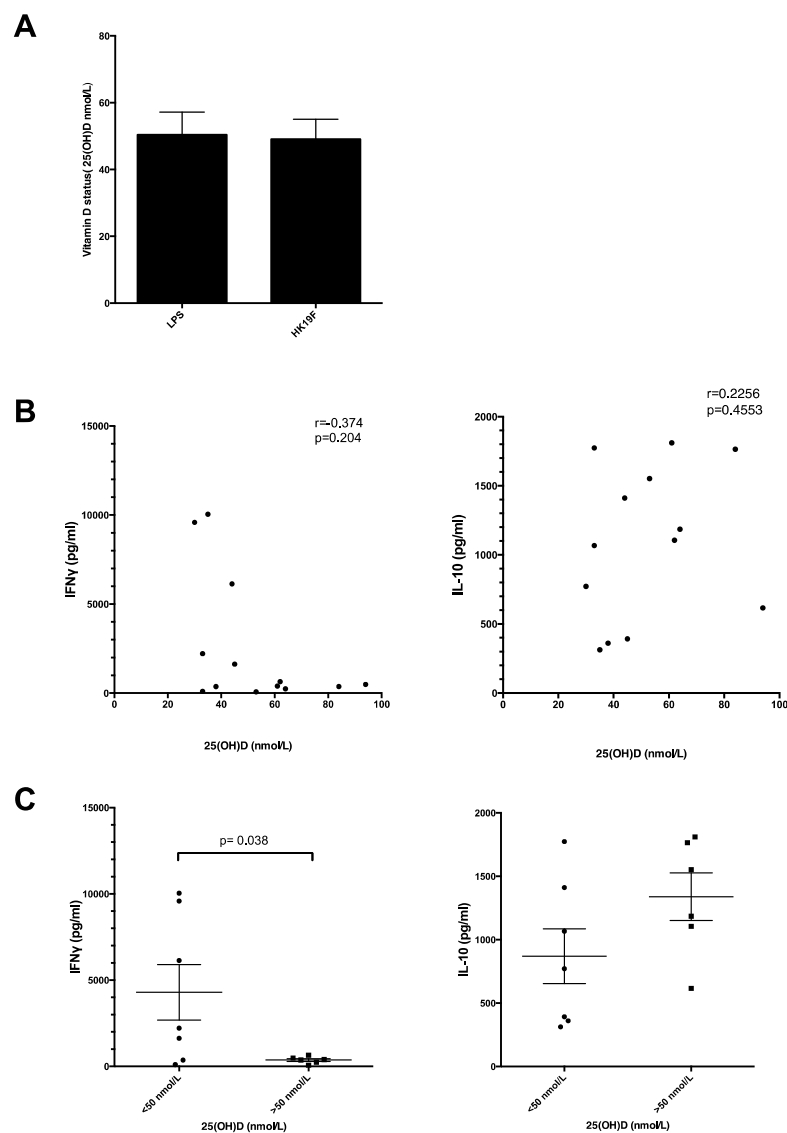 A
Vitamin D status( 25(OH)D nmol/L)
80
60
40
20
0
LPS
HK19F
B
r=-0.374
p=0.204
IFNγ (pg/ml)
15000
10000
5000
0
0 20 40 60 80 100
25(OH)D (nmol/L)
r=0.2256
p=0.4553
IL-10 (pg/ml)
2000
1500
1000
500
0
0 20 40 60 80 100
25(OH)D (nmol/L)
C
IFNγ (pg/ml)
15000
10000
5000
0
p= 0.038
<50 nmol/L
>50 nmol/L
25(OH)D (nmol/L)
IL-10 (pg/ml)
2000
1500
1000
500
0
<50 nmol/L
>50 nmol/L
25(OH)D (nmol/L)